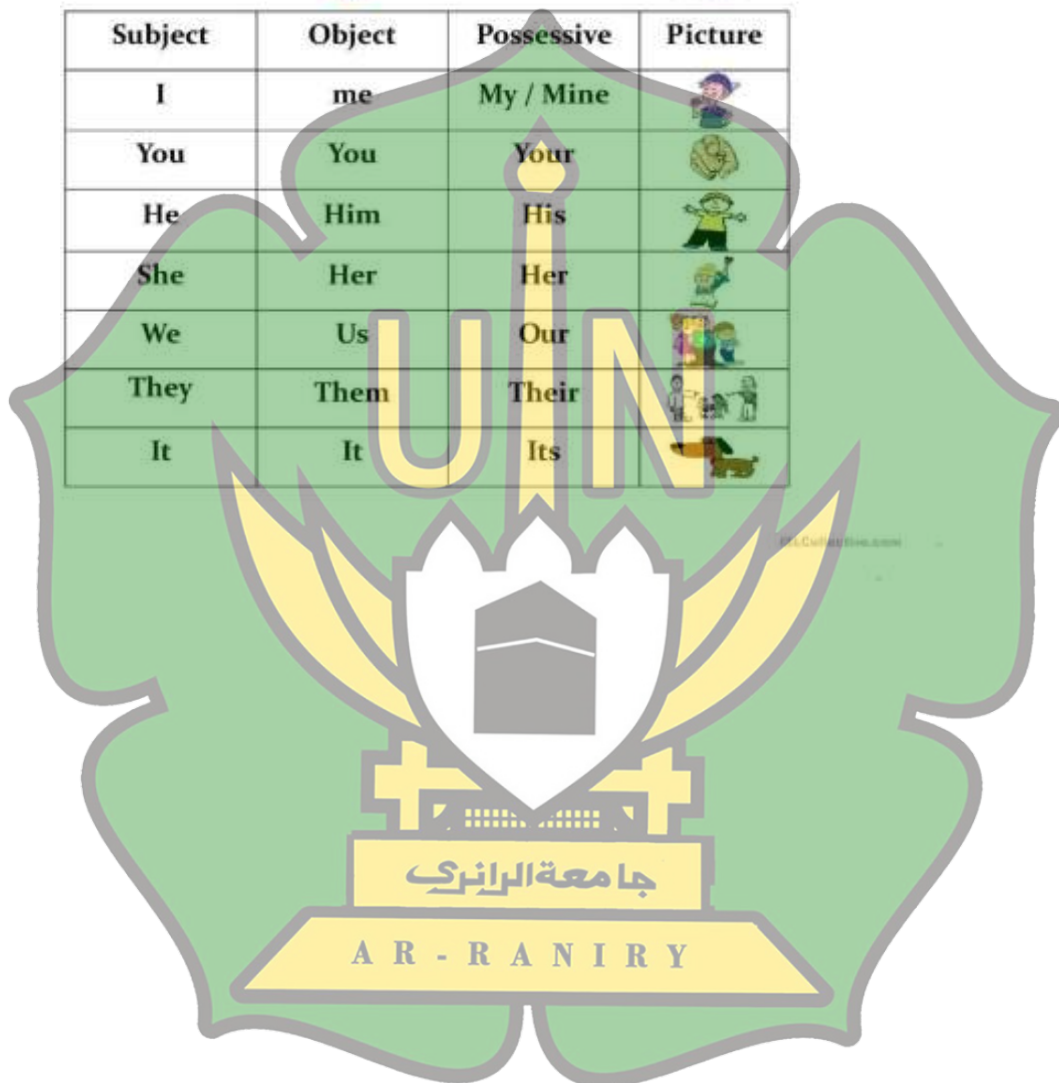 Subject Object Possessive Picture
I me My / Mine
You You Your
He Him His
She Her Her
We Us Our
They Them Their
It It Its
UIN
جامعة الرانري
AR-RANIRY